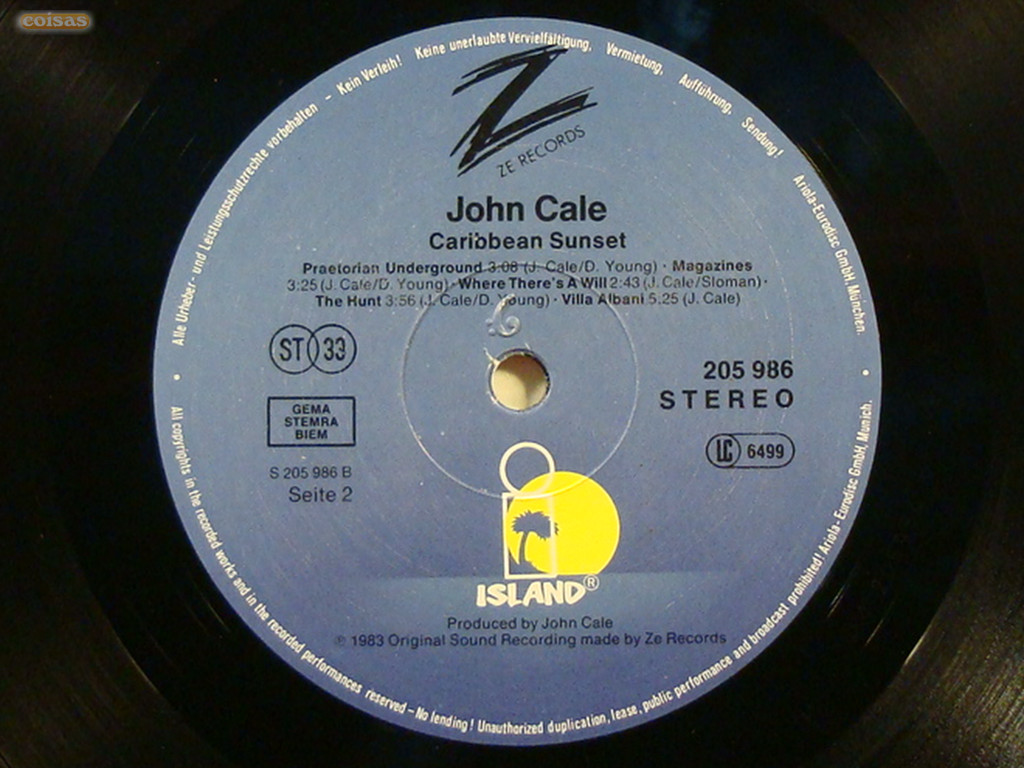 coisas
Alle Urheber- und Leistungsschutzrechte vorbehalten – Kein Verleih! Keine unerlaubte Vervielfältigung, Vermietung, Aufführung, Sendung! Ariola-Eurodisc GmbH, München.
Z
ZE RECORDS
John Cale
Caribbean Sunset
Praetorian Underground 3:08 (J. Cale/D. Young) · Magazines
3:25 (J. Cale/D. Young) · Where There's A Will 2:43 (J. Cale/Sloman) ·
The Hunt 3:56 (J. Cale/D. Young) · Villa Albani 5:25 (J. Cale)
ST 33
205 986
STEREO
GEMA
STEMRA
BIEM
LC 6499
S 205 986 B
Seite 2
ISLAND®
Produced by John Cale
℗ 1983 Original Sound Recording made by Ze Records
All copyrights in the recorded works and in the recorded performances reserved – No lending! Unauthorized duplication, lease, public performance and broadcast prohibited! Ariola-Eurodisc GmbH, Munich.